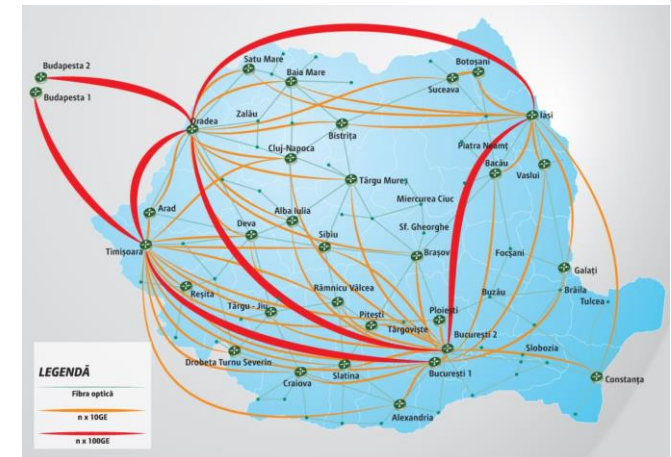 Budapesta 2
Budapesta 1
Satu Mare
Baia Mare
Botoșani
Suceava
Oradea
Zalău
Iași
Bistrița
Cluj-Napoca
Piatra Neamț
Bacău
Vaslui
Târgu Mureș
Miercurea Ciuc
Arad
Alba Iulia
Deva
Sibiu
Sf. Gheorghe
Brașov
Timișoara
Focșani
Galați
Reșița
Râmnicu Vâlcea
Buzău
Brăila
Tulcea
Târgu - Jiu
Pitești
Ploiești
Târgoviște
București 2
Slobozia
Drobeta Turnu Severin
București 1
Craiova
Slatina
Constanța
Alexandria
LEGENDĂ
Fibra optică
n x 10GE
n x 100GE